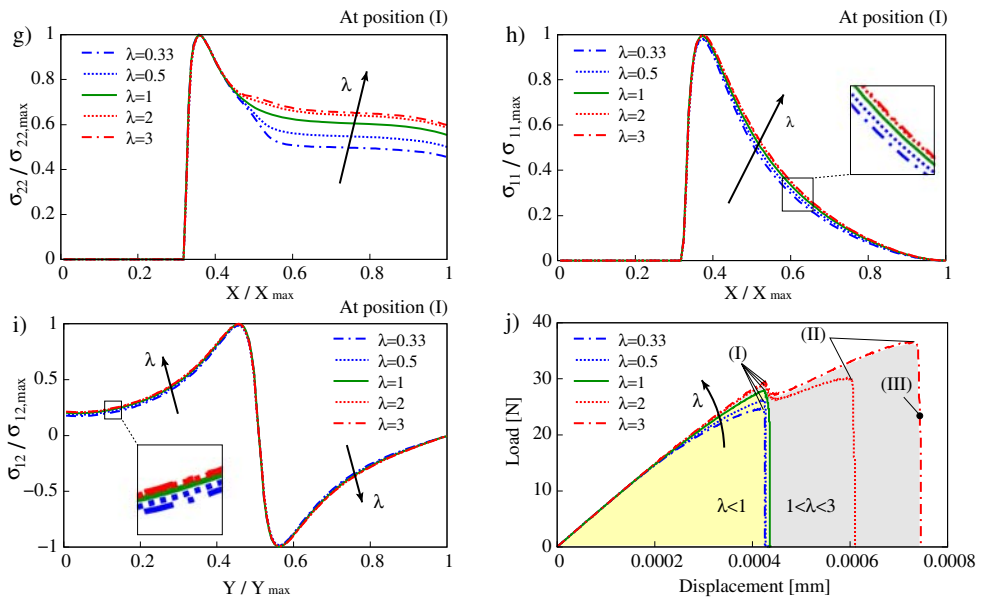 At position (I)
g)
1
0.8
0.6
0.4
0.2
0
σ22 / σ22,max
λ=0.33
λ=0.5
λ=1
λ=2
λ=3
λ
0
0.2
0.4
0.6
0.8
1
X / X max
At position (I)
h)
1
0.8
0.6
0.4
0.2
0
σ11 / σ 11,max
λ=0.33
λ=0.5
λ=1
λ=2
λ=3
λ
0
0.2
0.4
0.6
0.8
1
X / X max
At position (I)
i)
1
0.5
0
−0.5
−1
σ12 / σ12,max
λ=0.33
λ=0.5
λ=1
λ=2
λ=3
λ
λ
0
0.2
0.4
0.6
0.8
1
Y / Y max
j)
40
30
20
10
0
Load [N]
λ=0.33
λ=0.5
λ=1
λ=2
λ=3
(I)
(II)
(III)
λ
λ<1
1<λ<3
0
0.0002
0.0004
0.0006
0.0008
Displacement [mm]